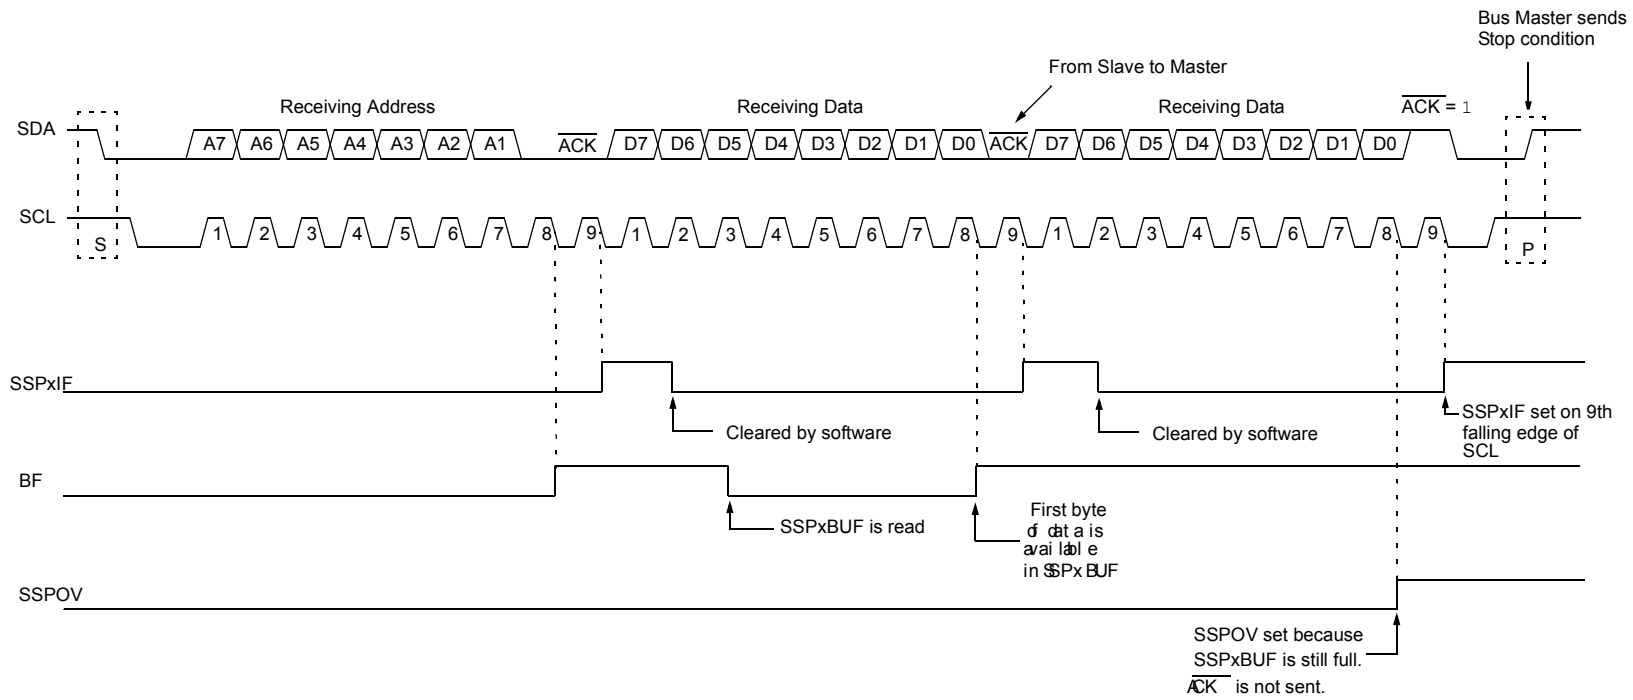 Bus Master sends
Stop condition
From Slave to Master
Receiving Address
Receiving Data
Receiving Data
ACK = 1
SDA
A7 A6 A5 A4 A3 A2 A1 ACK D7 D6 D5 D4 D3 D2 D1 D0 ACK D7 D6 D5 D4 D3 D2 D1 D0
SCL
S
1 2 3 4 5 6 7 8 9 1 2 3 4 5 6 7 8 9 1 2 3 4 5 6 7 8 9
P
SSPxIF
Cleared by software
Cleared by software
SSPxIF set on 9th
falling edge of
SCL
BF
SSPxBUF is read
First byte
of data is
available
in SSPxBUF
SSPOV
SSPOV set because
SSPxBUF is still full.
ACK is not sent.